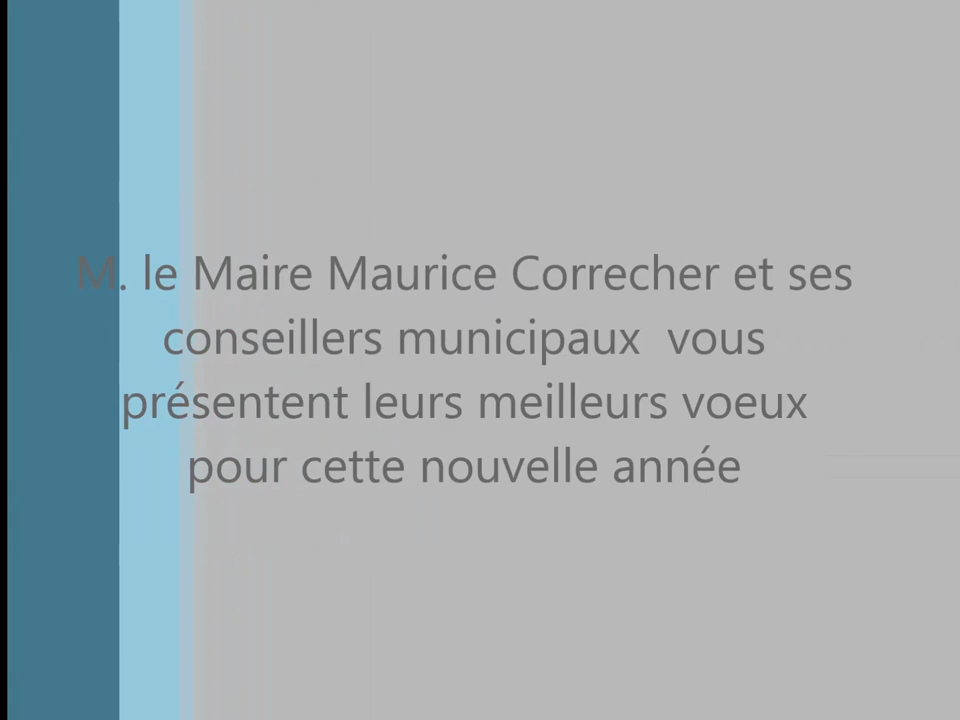 M. le Maire Maurice Correcher et ses
conseillers municipaux vous
présentent leurs meilleurs voeux
pour cette nouvelle année